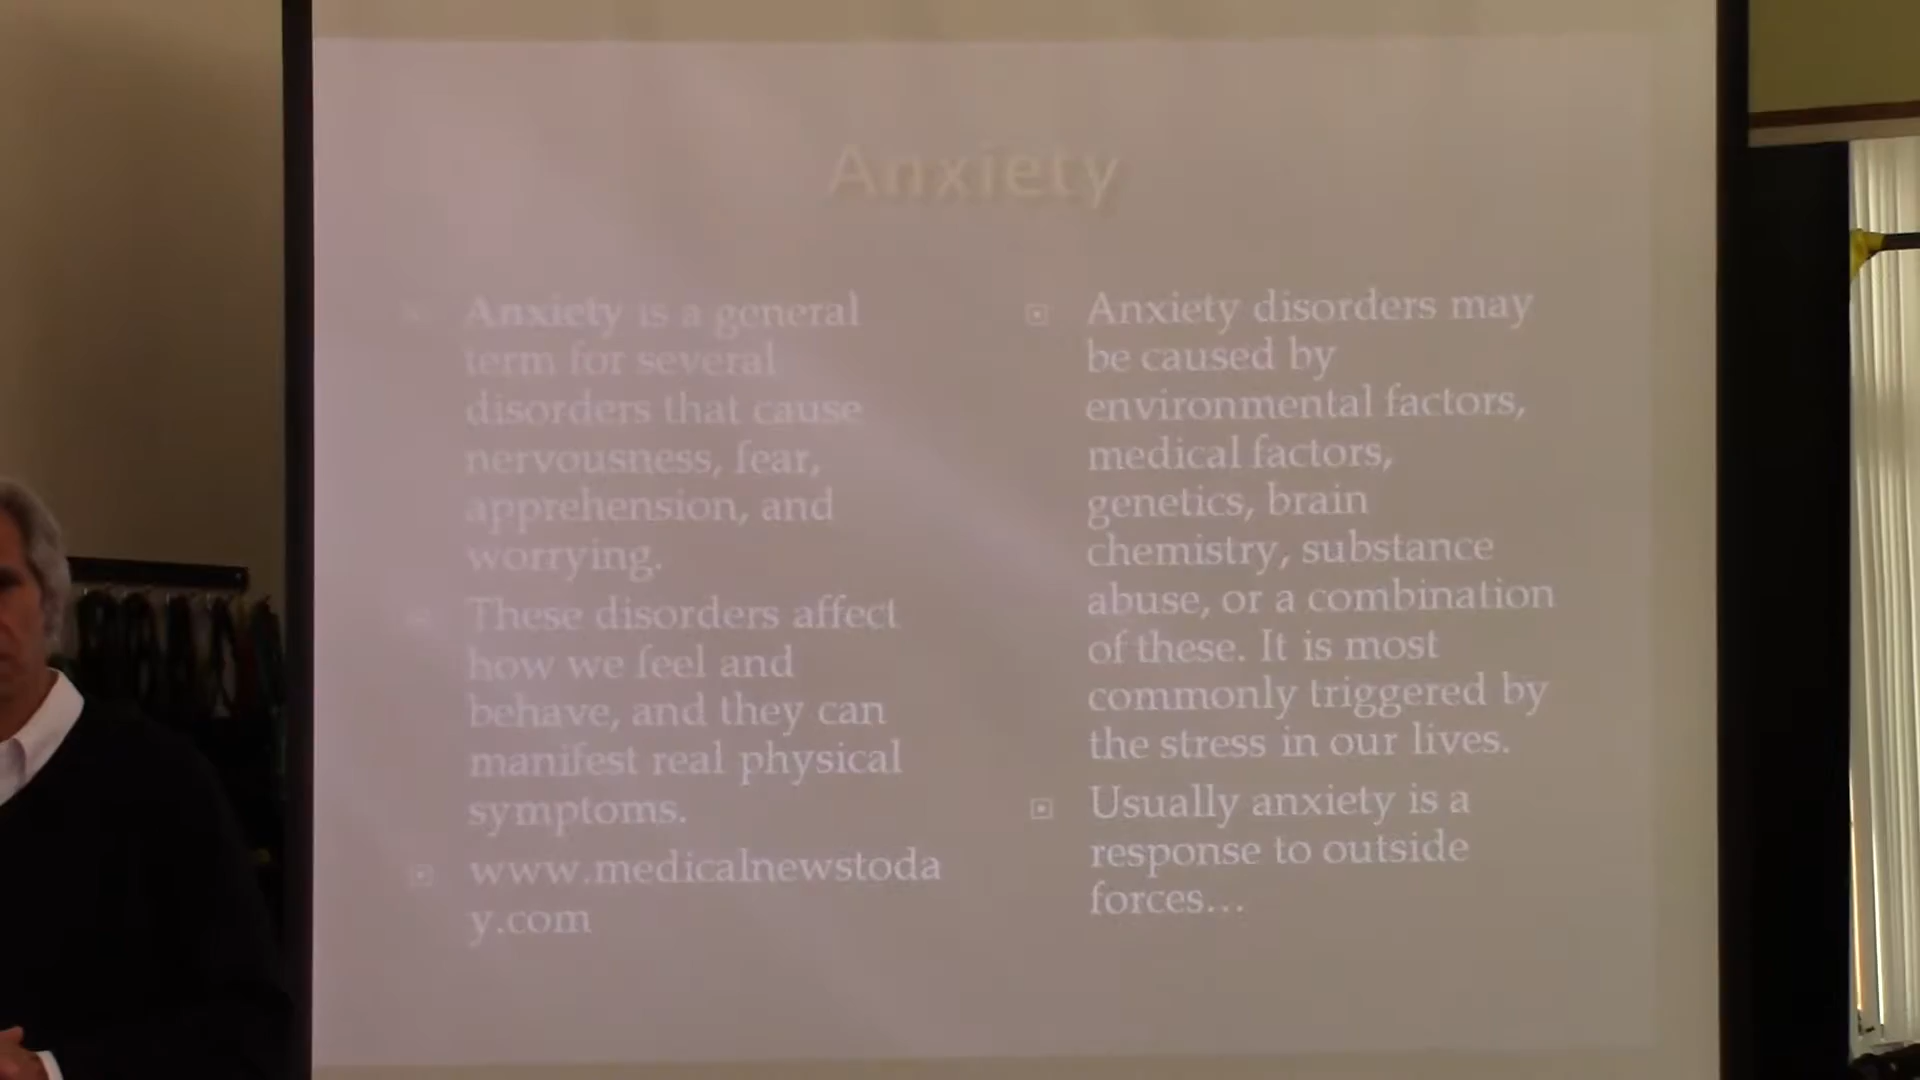 Anxiety
Anxiety is a general
term for several
disorders that cause
nervousness, fear,
apprehension, and
worrying.
These disorders affect
how we feel and
behave, and they can
manifest real physical
symptoms.
www.medicalnewstoda
y.com
Anxiety disorders may
be caused by
environmental factors,
medical factors,
genetics, brain
chemistry, substance
abuse, or a combination
of these. It is most
commonly triggered by
the stress in our lives.
Usually anxiety is a
response to outside
forces…